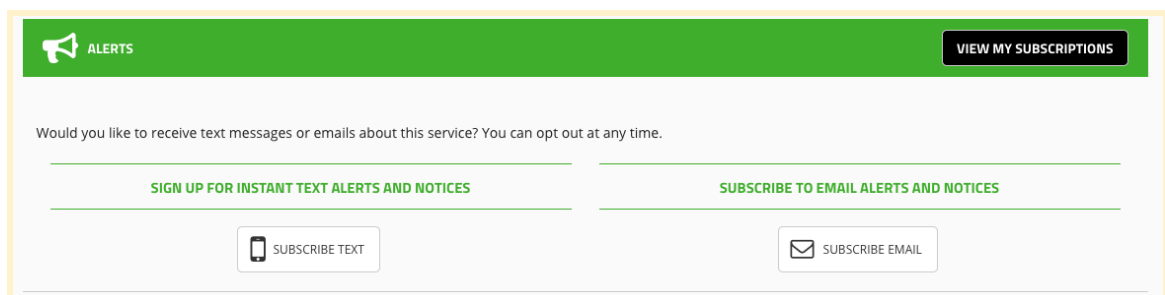 ALERTS
VIEW MY SUBSCRIPTIONS
Would you like to receive text messages or emails about this service? You can opt out at any time.
SIGN UP FOR INSTANT TEXT ALERTS AND NOTICES
SUBSCRIBE TO EMAIL ALERTS AND NOTICES
SUBSCRIBE TEXT
SUBSCRIBE EMAIL